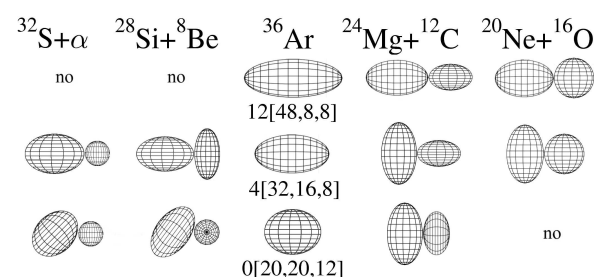 ³²S+α ²⁸Si+⁸Be ³⁶Ar ²⁴Mg+¹²C ²⁰Ne+¹⁶O
no no
12[48,8,8]
4[32,16,8]
no
0[20,20,12]